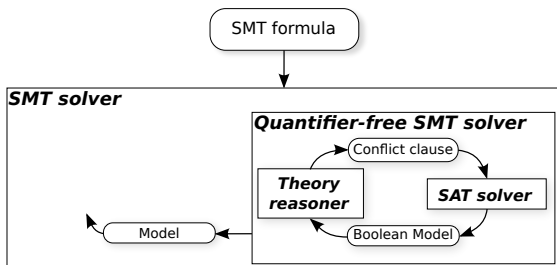 SMT formula
SMT solver
Quantifier-free SMT solver
Conflict clause
Theory
reasoner
SAT solver
Model
Boolean Model